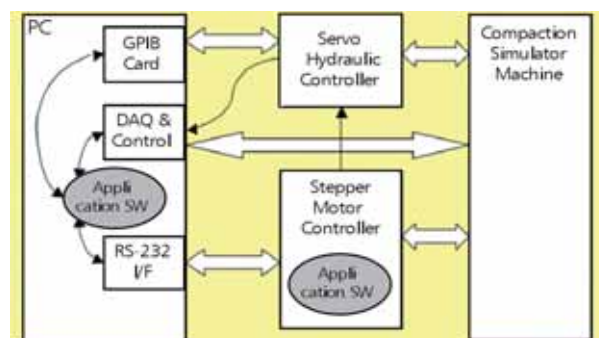 PC
GPIB
Card
DAQ &
Control
Appli
cation SW
RS-232
I/F
Servo
Hydraulic
Controller
Stepper
Motor
Controller
Appli
cation SW
Compaction
Simulator
Machine